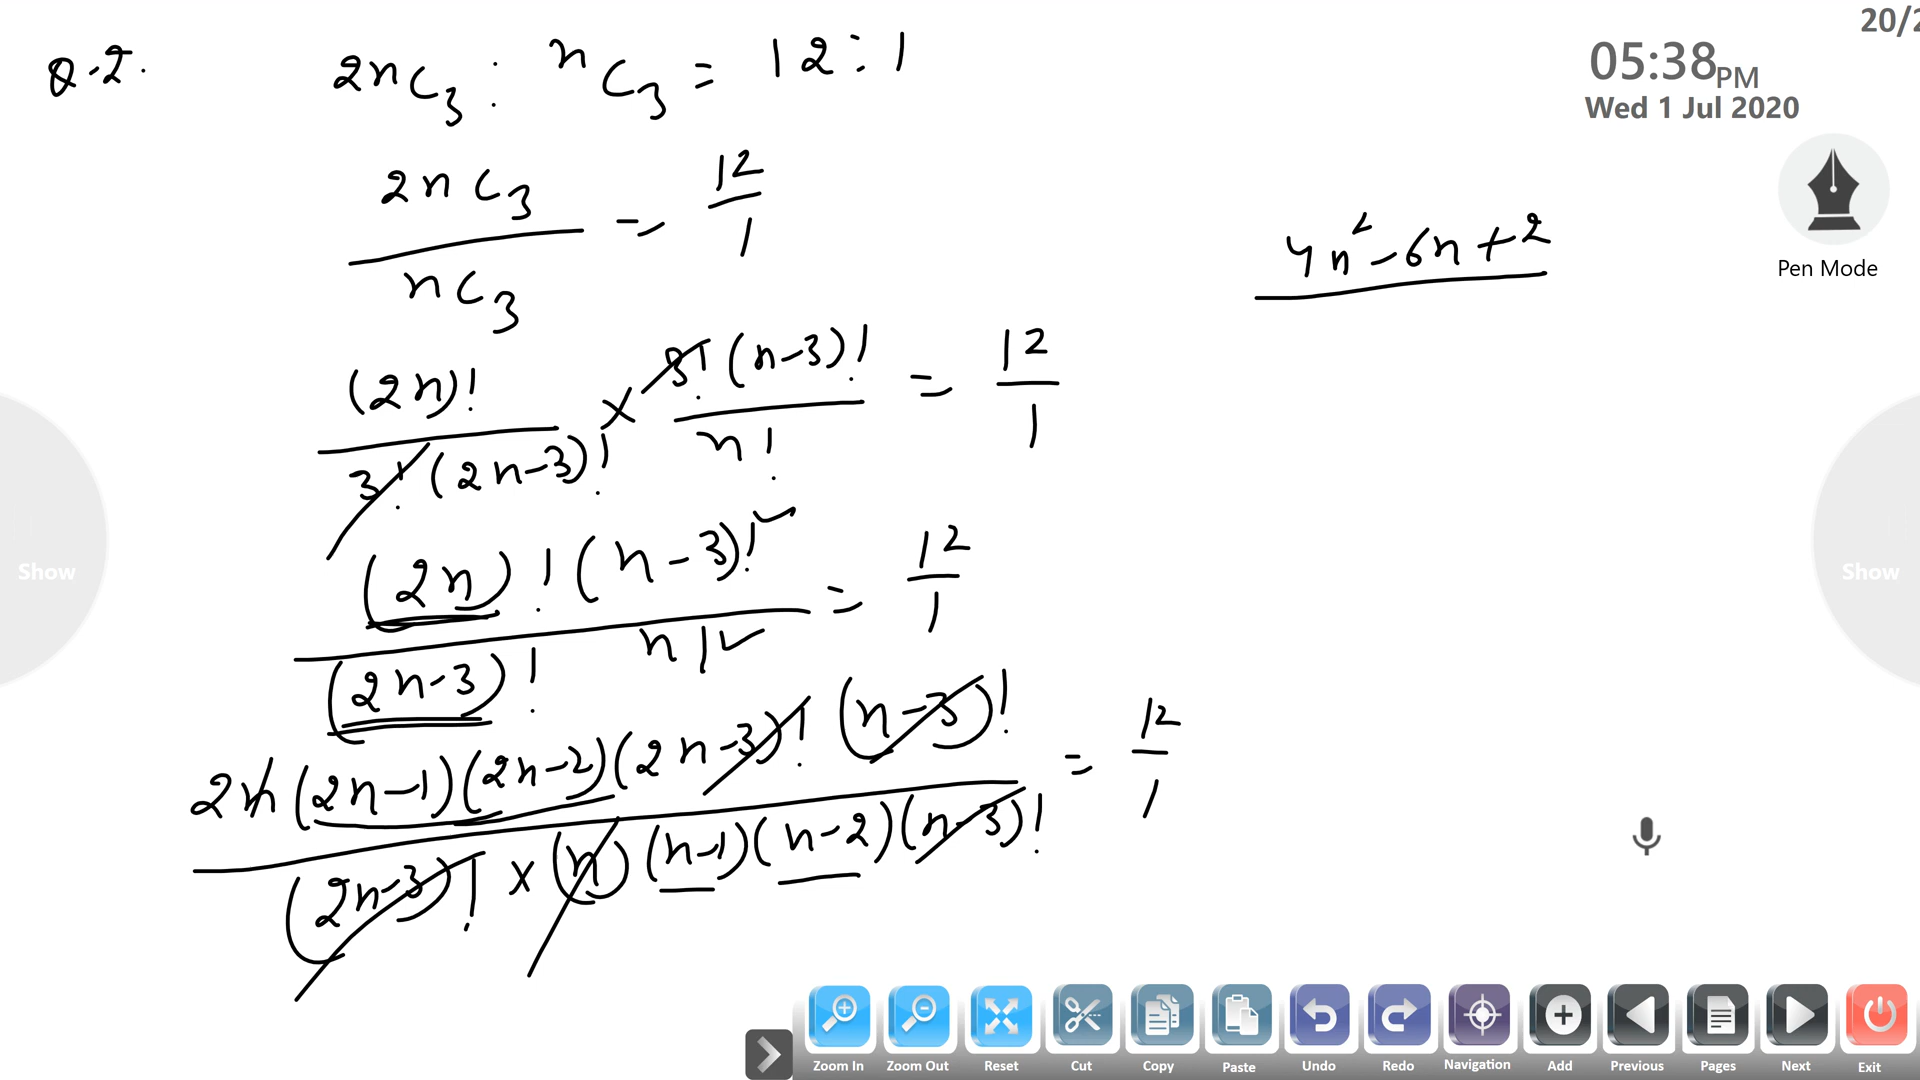 20/2
05:38 PM
Wed 1 Jul 2020
Pen Mode
Q.2. 2nC₃ : ⁿC₃ = 12 : 1
2nC₃ / nC₃ = 12/1
4n² - 6n + 2
(2n)! / 3!(2n-3)! × 3!(n-3)! / n! = 12/1
(2n)!(n-3)! / (2n-3)! n! = 12/1
2n(2n-1)(2n-2)(2n-3)!(n-3)! / (2n-3)! × (n)(n-1)(n-2)(n-3)! = 12/1
Show
Show
Zoom In Zoom Out Reset Cut Copy Paste Undo Redo Navigation Add Previous Pages Next Exit